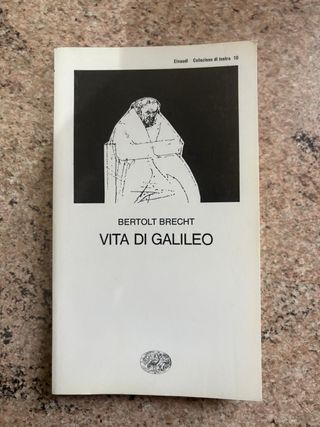 Einaudi Collezione di teatro 10
BERTOLT BRECHT
VITA DI GALILEO